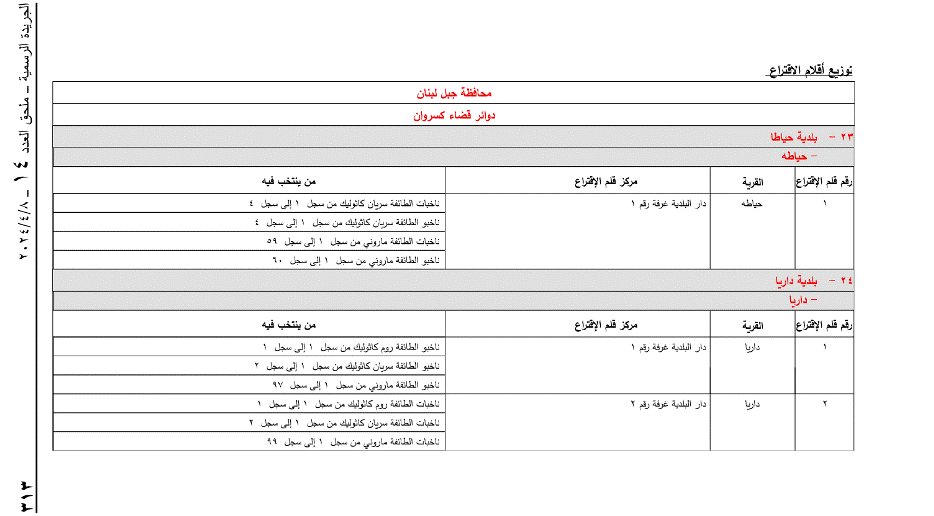 الجريدة الرسمية – ملحق العدد ١٤ – ٢٠٢٤/٤/٨
توزيع أقلام الاقتراع
محافظة جبل لبنان
دوائر قضاء كسروان
٢٣ – بلدية حياطا
– حياطه
رقم قلم الإقتراع القرية مركز قلم الإقتراع من ينتخب فيه
١ حياطه دار البلدية غرفة رقم ١ ناخبات الطائفة سريان كاثوليك من سجل ١ إلى سجل ٤
ناخبو الطائفة سريان كاثوليك من سجل ١ إلى سجل ٤
ناخبات الطائفة ماروني من سجل ١ إلى سجل ٥٩
ناخبو الطائفة ماروني من سجل ١ إلى سجل ٦٠
٢٤ – بلدية داريا
– داريا
رقم قلم الإقتراع القرية مركز قلم الإقتراع من ينتخب فيه
١ داريا دار البلدية غرفة رقم ١ ناخبو الطائفة روم كاثوليك من سجل ١ إلى سجل ١
ناخبو الطائفة سريان كاثوليك من سجل ١ إلى سجل ٢
ناخبو الطائفة ماروني من سجل ١ إلى سجل ٩٧
٢ داريا دار البلدية غرفة رقم ٢ ناخبات الطائفة روم كاثوليك من سجل ١ إلى سجل ١
ناخبات الطائفة سريان كاثوليك من سجل ١ إلى سجل ٢
ناخبات الطائفة ماروني من سجل ١ إلى سجل ٩٩
٣١٣